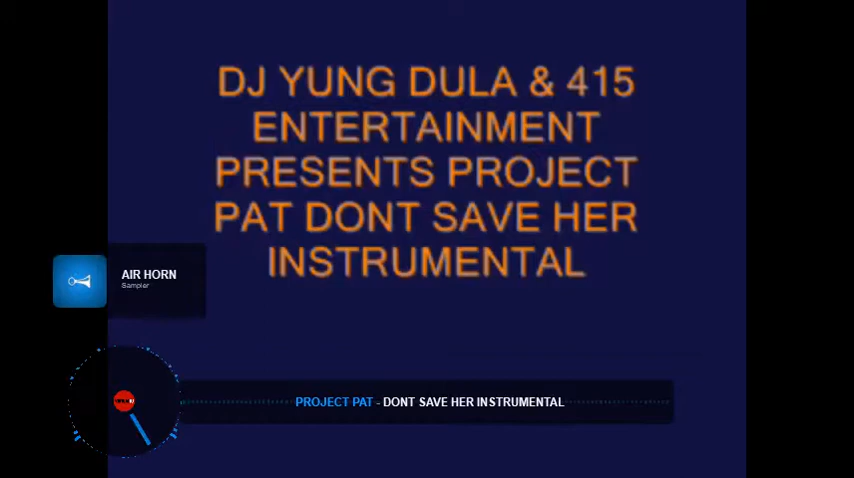 DJ YUNG DULA & 415
ENTERTAINMENT
PRESENTS PROJECT
PAT DONT SAVE HER
INSTRUMENTAL
AIR HORN
Sampler
PROJECT PAT - DONT SAVE HER INSTRUMENTAL